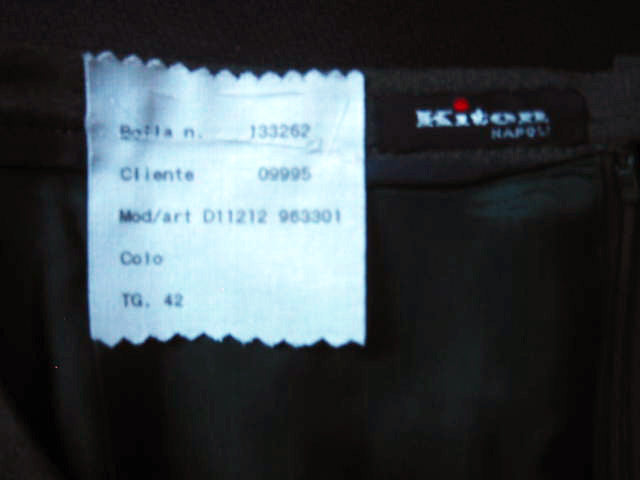 Bolla n. 133262
Cliente 09995
Mod/art D11212 963301
Colo
TG. 42
Kiton
NAPOLI